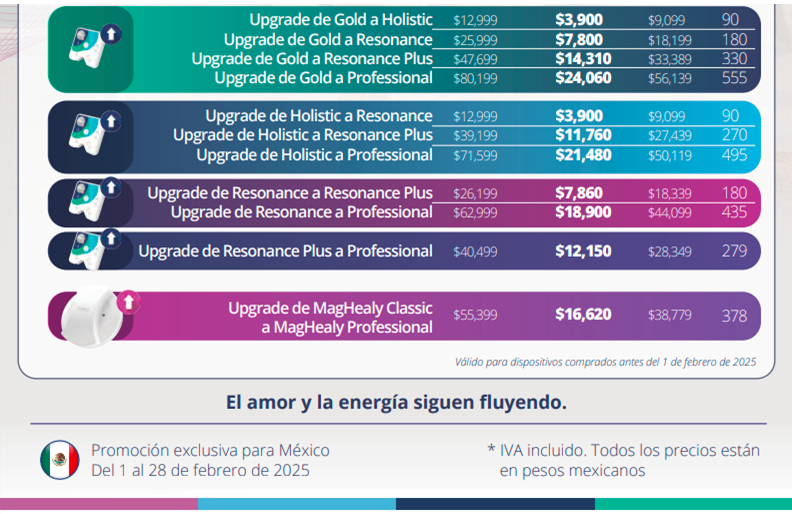 Upgrade de Gold a Holistic $12,999 $3,900 $9,099 90
Upgrade de Gold a Resonance $25,999 $7,800 $18,199 180
Upgrade de Gold a Resonance Plus $47,699 $14,310 $33,389 330
Upgrade de Gold a Professional $80,199 $24,060 $56,139 555
Upgrade de Holistic a Resonance $12,999 $3,900 $9,099 90
Upgrade de Holistic a Resonance Plus $39,199 $11,760 $27,439 270
Upgrade de Holistic a Professional $71,599 $21,480 $50,119 495
Upgrade de Resonance a Resonance Plus $26,199 $7,860 $18,339 180
Upgrade de Resonance a Professional $62,999 $18,900 $44,099 435
Upgrade de Resonance Plus a Professional $40,499 $12,150 $28,349 279
Upgrade de MagHealy Classic
a MagHealy Professional $55,399 $16,620 $38,779 378
Válido para dispositivos comprados antes del 1 de febrero de 2025
El amor y la energía siguen fluyendo.
Promoción exclusiva para México
Del 1 al 28 de febrero de 2025
* IVA incluido. Todos los precios están
en pesos mexicanos